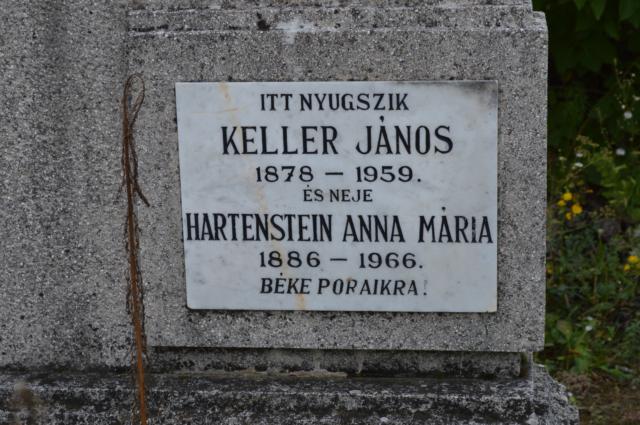 ITT NYUGSZIK
KELLER JÁNOS
1878 – 1959.
ÉS NEJE
HARTENSTEIN ANNA MÁRIA
1886 – 1966.
BÉKE PORAIKRA!